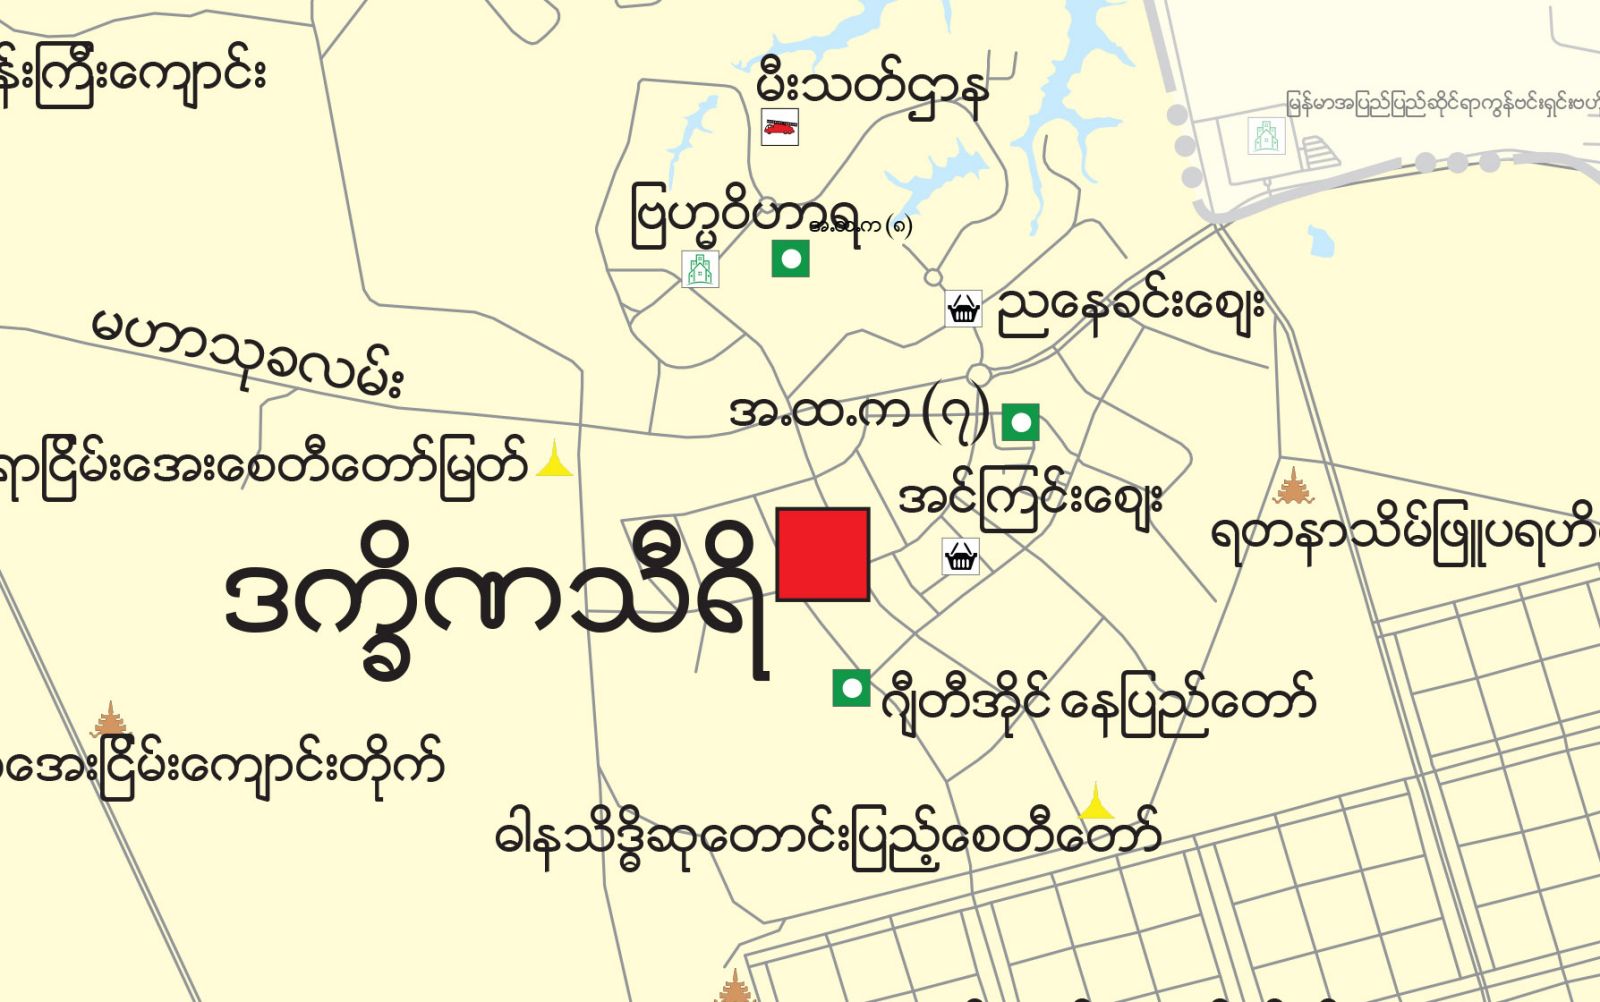 န်းကြီးကျောင်း
မီးသတ်ဌာန
မြန်မာအပြည်ပြည်ဆိုင်ရာကွန်ဗင်းရှင်းဗဟို
ဗြဟ္မဝိဟာရ
အ.ထ.က (၈)
ညနေခင်းဈေး
မဟာသုခလမ်း
အ.ထ.က (၇)
ရာငြိမ်းအေးစေတီတော်မြတ်
အင်ကြင်းဈေး
ရတနာသိမ်ဖြူပရဟိ
ဒက္ခိဏသီရိ
ဂျီတီအိုင် နေပြည်တော်
အေးငြိမ်းကျောင်းတိုက်
ဓါနသိဒ္ဓိဆုတောင်းပြည့်စေတီတော်